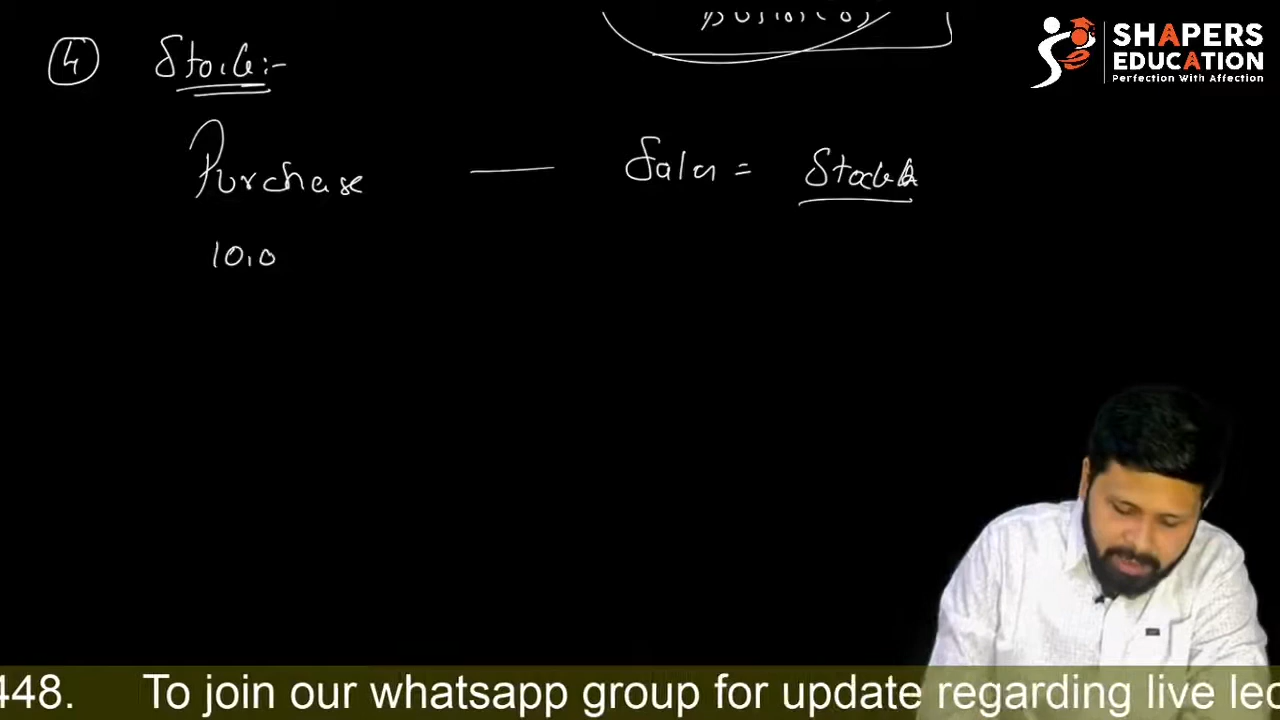 SHAPERS
EDUCATION
Perfection With Affection
4 Stock:-
Purchase — Sales = Stock
10,0
448. To join our whatsapp group for update regarding live lec